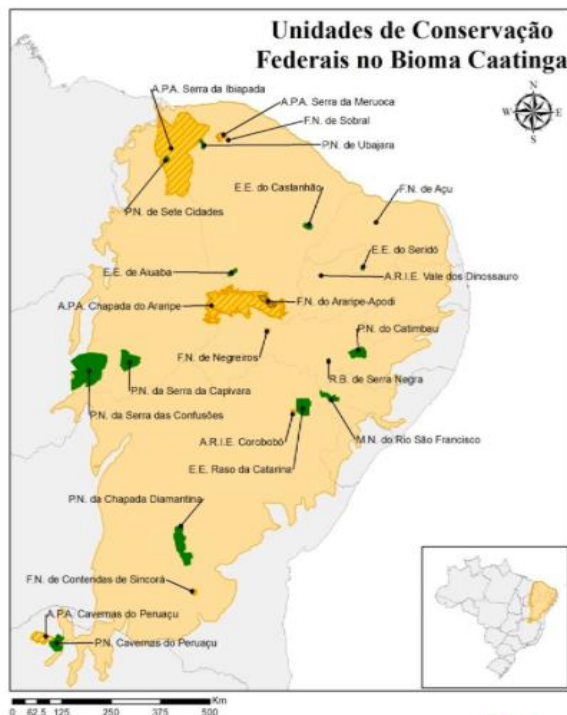 Unidades de Conservação
Federais no Bioma Caatinga
A.P.A. Serra da Ibiapada
A.P.A. Serra da Meruoca
F.N. de Sobral
P.N. de Ubajara
N
W E
S
E.E. do Castanhão
F.N. de Açu
P.N. de Sete Cidades
E.E. do Seridó
E.E. de Aiuaba
A.R.I.E. Vale dos Dinossauro
F.N. do Araripe-Apodi
A.P.A. Chapada do Araripe
P.N. do Catimbau
F.N. de Negreiros
R.B. de Serra Negra
P.N. da Serra da Capivara
P.N. da Serra das Confusões
M.N. do Rio São Francisco
A.R.I.E. Corobobó
E.E. Raso da Catarina
P.N. da Chapada Diamantina
F.N. de Contendas de Sincorá
A.P.A. Cavernas do Peruaçu
P.N. Cavernas do Peruaçu
Km
0 62,5 125 250 375 500